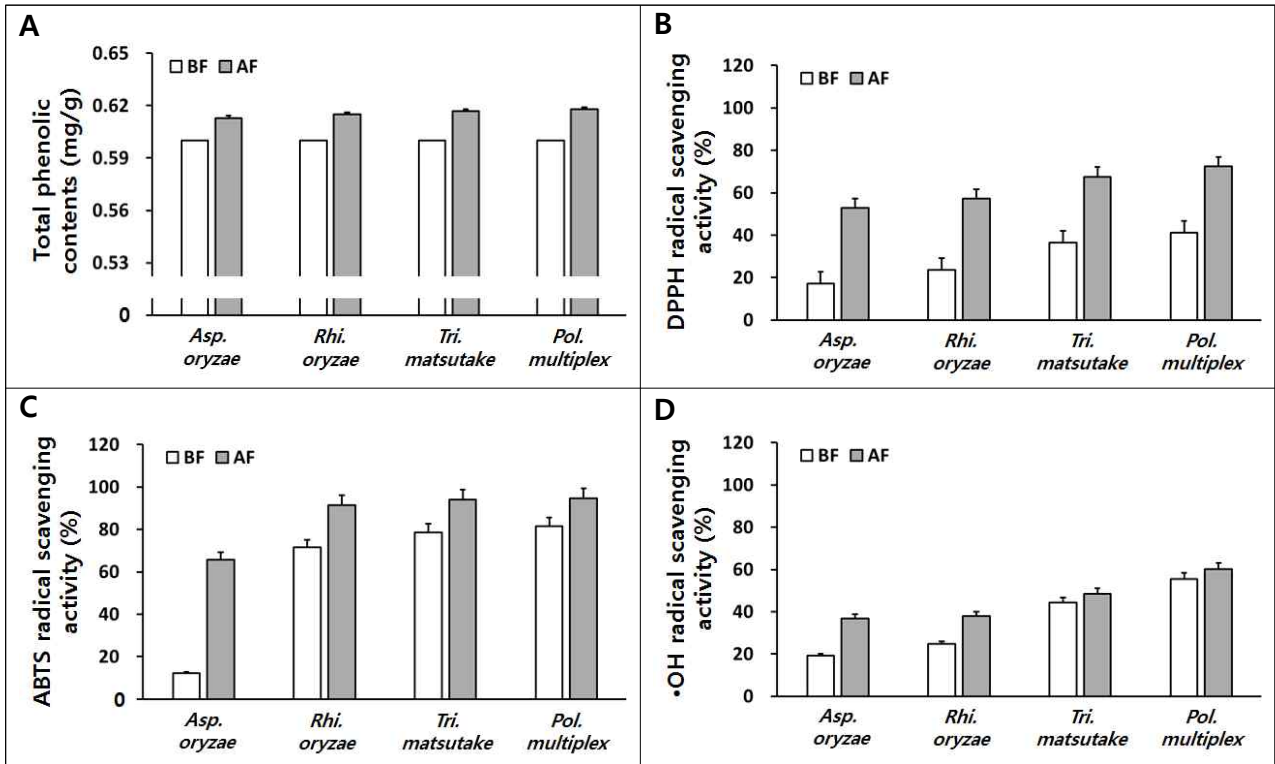 A
Total phenolic
contents (mg/g)
0.65
0.62
0.59
0.56
0.53
0
BF AF
Asp.
oryzae
Rhi.
oryzae
Tri.
matsutake
Pol.
multiplex
B
DPPH radical scavenging
activity (%)
120
100
80
60
40
20
0
BF AF
Asp.
oryzae
Rhi.
oryzae
Tri.
matsutake
Pol.
multiplex
C
ABTS radical scavenging
activity (%)
120
100
80
60
40
20
0
BF AF
Asp.
oryzae
Rhi.
oryzae
Tri.
matsutake
Pol.
multiplex
D
•OH radical scavenging
activity (%)
120
100
80
60
40
20
0
BF AF
Asp.
oryzae
Rhi.
oryzae
Tri.
matsutake
Pol.
multiplex